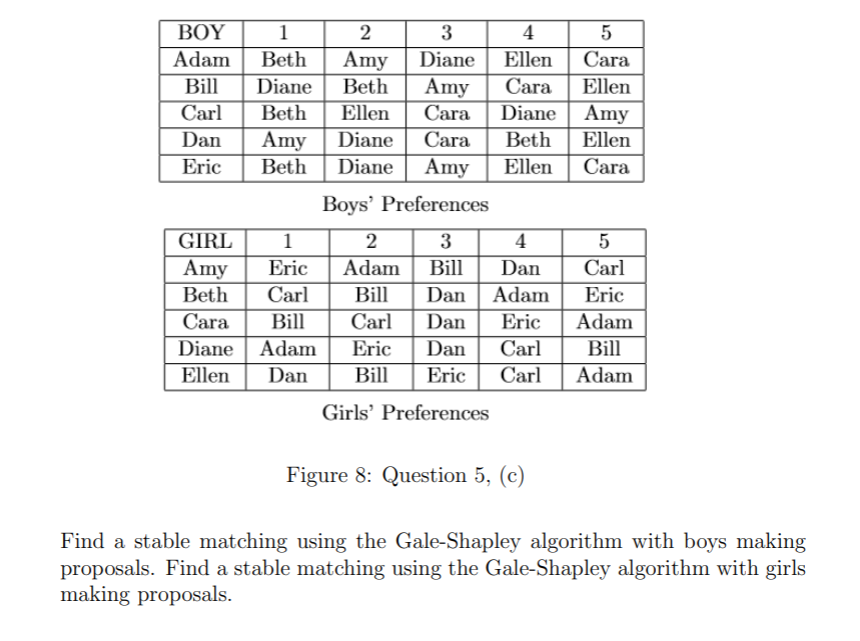 BOY 1 2 3 4 5
Adam Beth Amy Diane Ellen Cara
Bill Diane Beth Amy Cara Ellen
Carl Beth Ellen Cara Diane Amy
Dan Amy Diane Cara Beth Ellen
Eric Beth Diane Amy Ellen Cara
Boys’ Preferences
GIRL 1 2 3 4 5
Amy Eric Adam Bill Dan Carl
Beth Carl Bill Dan Adam Eric
Cara Bill Carl Dan Eric Adam
Diane Adam Eric Dan Carl Bill
Ellen Dan Bill Eric Carl Adam
Girls’ Preferences
Figure 8: Question 5, (c)
Find a stable matching using the Gale-Shapley algorithm with boys making
proposals. Find a stable matching using the Gale-Shapley algorithm with girls
making proposals.